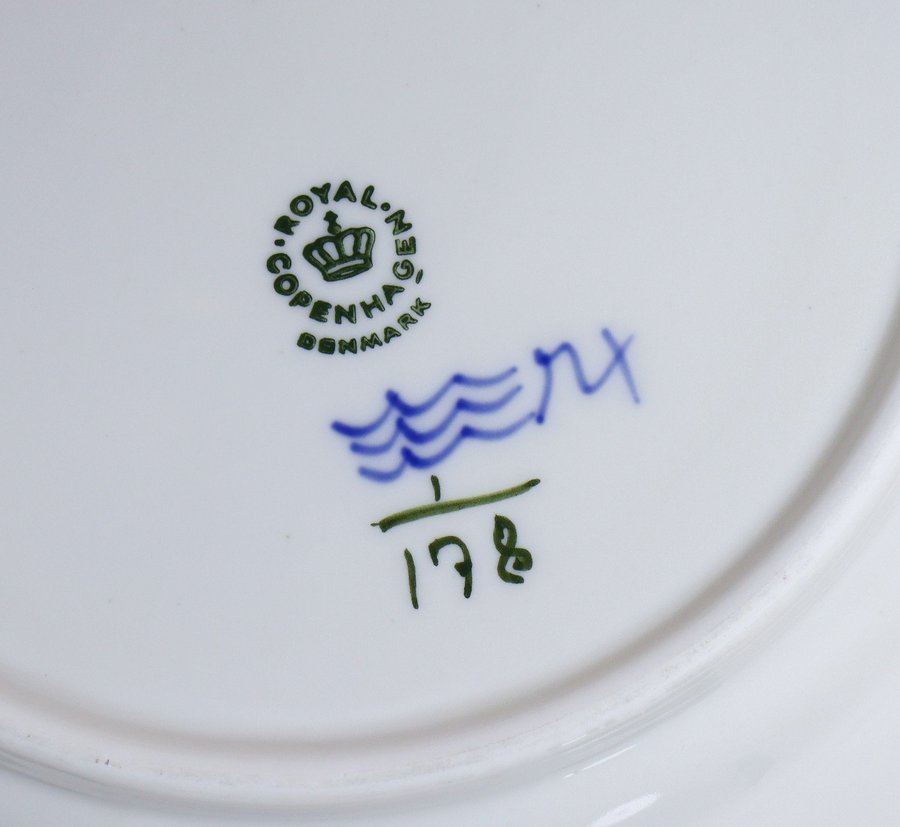 ROYAL·
COPENHAGEN
DENMARK
1
178